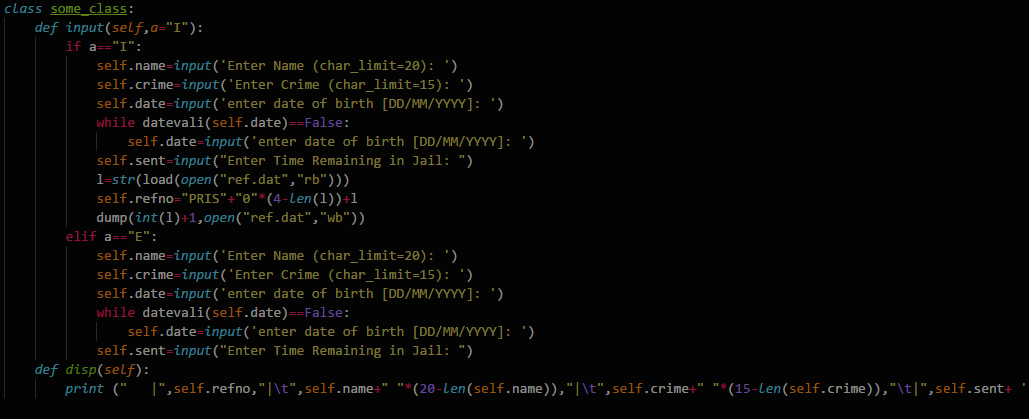 class some_class:
    def input(self,a="I"):
        if a=="I":
            self.name=input('Enter Name (char_limit=20): ')
            self.crime=input('Enter Crime (char_limit=15): ')
            self.date=input('enter date of birth [DD/MM/YYYY]: ')
            while datevali(self.date)==False:
                self.date=input('enter date of birth [DD/MM/YYYY]: ')
            self.sent=input("Enter Time Remaining in Jail: ")
            l=str(load(open("ref.dat","rb")))
            self.refno="PRIS"+"0"*(4-len(l))+l
            dump(int(l)+1,open("ref.dat","wb"))
        elif a=="E":
            self.name=input('Enter Name (char_limit=20): ')
            self.crime=input('Enter Crime (char_limit=15): ')
            self.date=input('enter date of birth [DD/MM/YYYY]: ')
            while datevali(self.date)==False:
                self.date=input('enter date of birth [DD/MM/YYYY]: ')
            self.sent=input("Enter Time Remaining in Jail: ")
    def disp(self):
        print ("   |",self.refno,"|\t",self.name+" "*(20-len(self.name)),"|\t",self.crime+" "*(15-len(self.crime)),"\t|",self.sent+ '